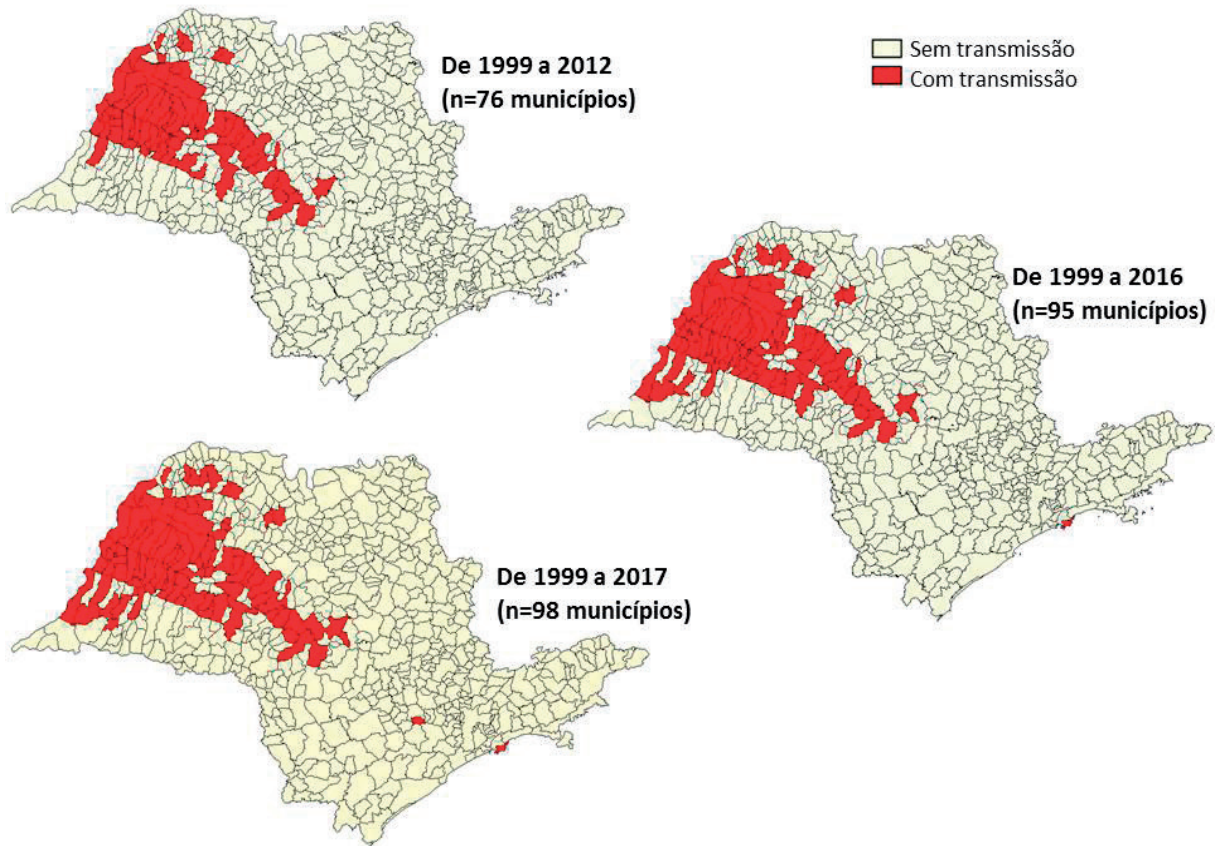 De 1999 a 2012
(n=76 municípios)
Sem transmissão
Com transmissão
De 1999 a 2016
(n=95 municípios)
De 1999 a 2017
(n=98 municípios)